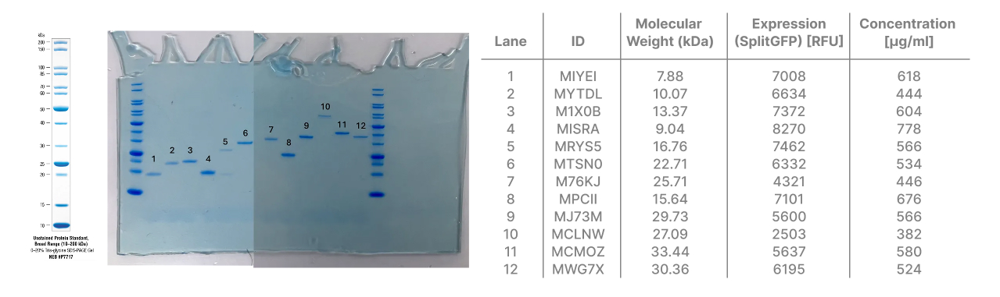 kDa
200
150
100
85
70
60
50
40
30
25
20
15
10
Unstained Protein Standard,
Broad Range (10–200 kDa)
0–20% Tris-glycine SDS-PAGE Gel
NEB #P7717
1
2
3
4
5
6
7
8
9
10
11
12
Lane ID Molecular Weight (kDa) Expression (SplitGFP) [RFU] Concentration [µg/ml]
1 MIYEI 7.88 7008 618
2 MYTDL 10.07 6634 444
3 M1X0B 13.37 7372 604
4 MISRA 9.04 8270 778
5 MRYS5 16.76 7462 566
6 MTSN0 22.71 6332 534
7 M76KJ 25.71 4321 446
8 MPCII 15.64 7101 676
9 MJ73M 29.73 5600 566
10 MCLNW 27.09 2503 382
11 MCMOZ 33.44 5637 580
12 MWG7X 30.36 6195 524